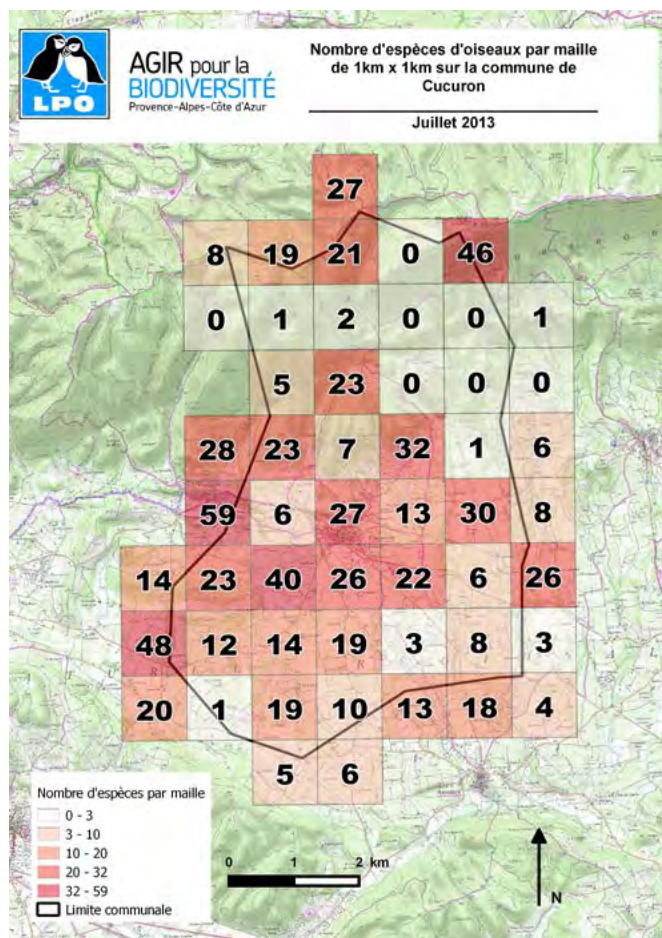 LPO
AGIR pour la
BIODIVERSITÉ
Provence-Alpes-Côte d'Azur
Nombre d'espèces d'oiseaux par maille
de 1km x 1km sur la commune de
Cucuron
Juillet 2013
27
8 19 21 0 46
0 1 2 0 0 1
5 23 0 0 0
28 23 7 32 1 6
59 6 27 13 30 8
14 23 40 26 22 6 26
48 12 14 19 3 8 3
20 1 19 10 13 18 4
5 6
Nombre d'espèces par maille
0 - 3
3 - 10
10 - 20
20 - 32
32 - 59
Limite communale
0 1 2 km
N